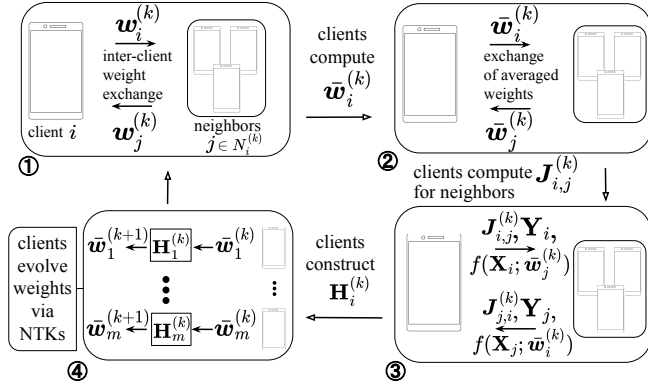 w_i^(k)
inter-client
weight
exchange
w_j^(k)
client i
neighbors
j ∈ N_i^(k)
①
clients
compute
w̄_i^(k)
w̄_i^(k)
exchange
of averaged
weights
w̄_j^(k)
②
clients compute
for neighbors
J_{i,j}^(k)
J_{i,j}^(k), Y_i,
f(X_i; w̄_j^(k))
J_{j,i}^(k), Y_j,
f(X_j; w̄_i^(k))
③
clients
construct
H_i^(k)
w̄_1^(k+1) H_1^(k) w̄_1^(k)
w̄_m^(k+1) H_m^(k) w̄_m^(k)
④
clients
evolve
weights
via
NTKs